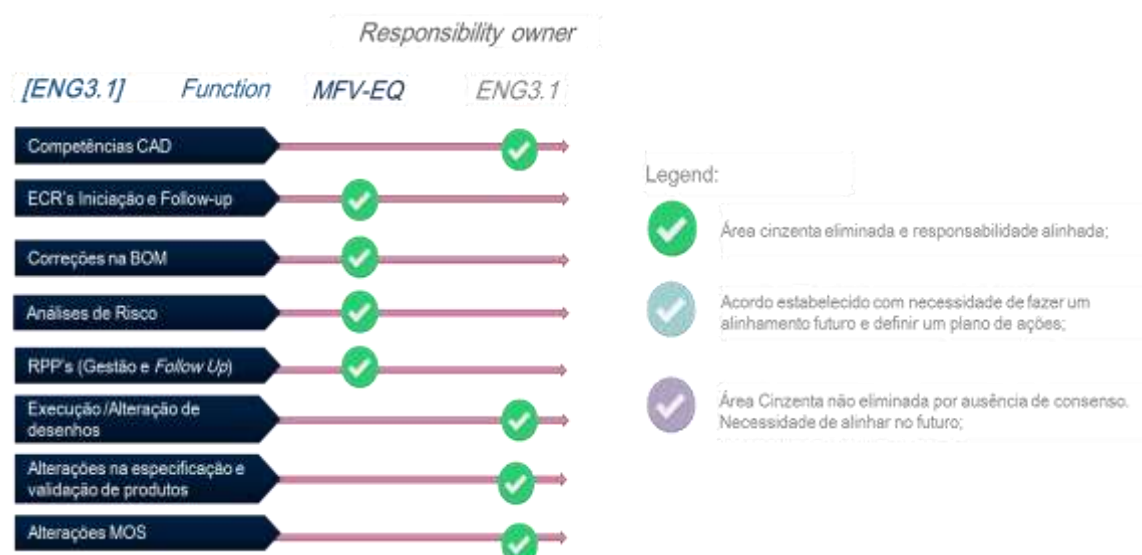 Responsibility owner
[ENG3.1] Function MFV-EQ ENG3.1
Competências CAD
ECR's Iniciação e Follow-up
Correções na BOM
Análises de Risco
RPP's (Gestão e Follow Up)
Execução /Alteração de
desenhos
Alterações na especificação e
validação de produtos
Alterações MOS
Legend:
Área cinzenta eliminada e responsabilidade alinhada;
Acordo estabelecido com necessidade de fazer um
alinhamento futuro e definir um plano de ações;
Área Cinzenta não eliminada por ausência de consenso.
Necessidade de alinhar no futuro;